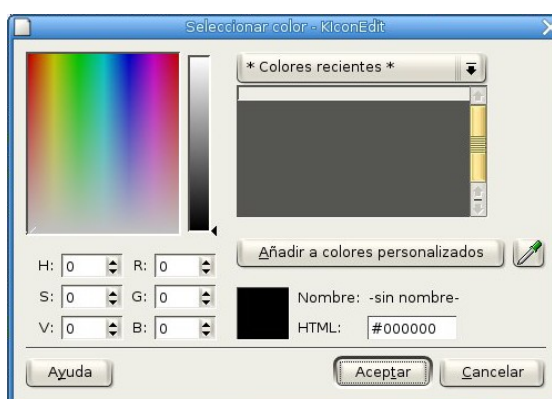 Seleccionar color - KIconEdit
* Colores recientes *
Añadir a colores personalizados
H: 0 R: 0
S: 0 G: 0
V: 0 B: 0
Nombre: -sin nombre-
HTML: #000000
Ayuda Aceptar Cancelar